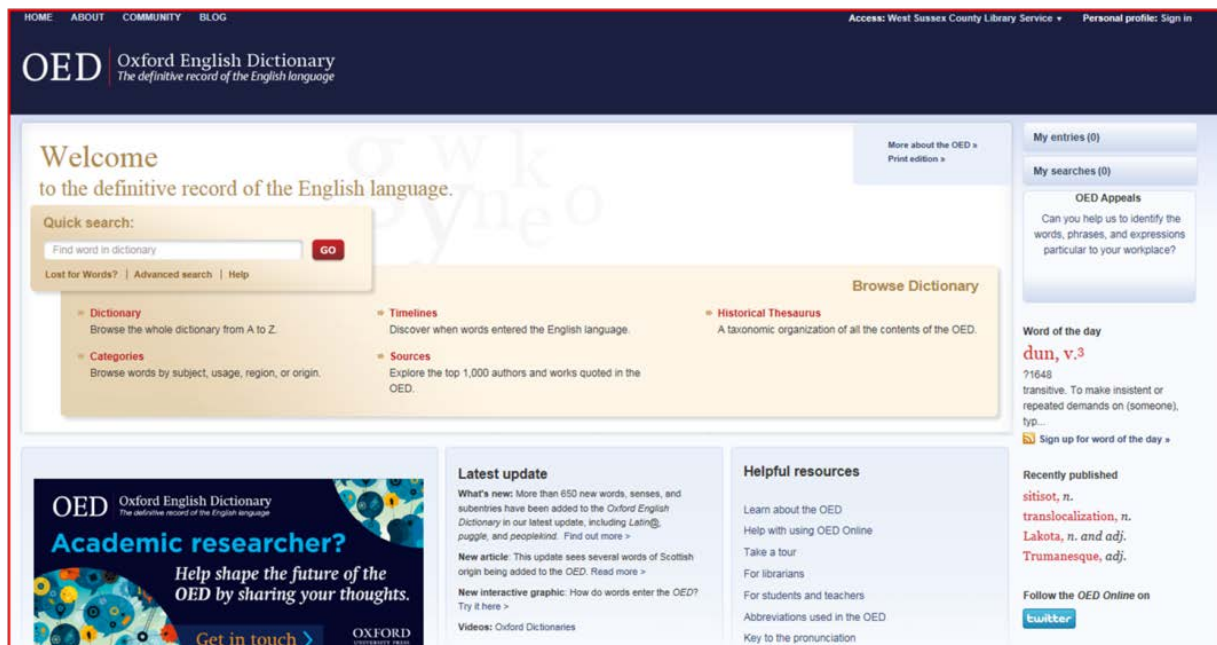 HOME ABOUT COMMUNITY BLOG
Access: West Sussex County Library Service Personal profile: Sign in
OED Oxford English Dictionary
The definitive record of the English language
Welcome
to the definitive record of the English language.
More about the OED »
Print edition »
Quick search:
Find word in dictionary GO
Lost for Words? | Advanced search | Help
Browse Dictionary
Dictionary
Browse the whole dictionary from A to Z.
Timelines
Discover when words entered the English language.
Historical Thesaurus
A taxonomic organization of all the contents of the OED.
Categories
Browse words by subject, usage, region, or origin.
Sources
Explore the top 1,000 authors and works quoted in the
OED.
My entries (0)
My searches (0)
OED Appeals
Can you help us to identify the
words, phrases, and expressions
particular to your workplace?
Word of the day
dun, v.³
?1648
transitive. To make insistent or
repeated demands on (someone),
typ...
Sign up for word of the day »
Recently published
sitisot, n.
translocalization, n.
Lakota, n. and adj.
Trumanesque, adj.
Follow the OED Online on
twitter
OED Oxford English Dictionary
The definitive record of the English language
Academic researcher?
Help shape the future of the
OED by sharing your thoughts.
Get in touch >
OXFORD
UNIVERSITY PRESS
Latest update
What's new: More than 650 new words, senses, and
subentries have been added to the Oxford English
Dictionary in our latest update, including Latin@,
puggle, and peoplekind. Find out more >
New article: This update sees several words of Scottish
origin being added to the OED. Read more >
New interactive graphic: How do words enter the OED?
Try it here >
Videos: Oxford Dictionaries
Helpful resources
Learn about the OED
Help with using OED Online
Take a tour
For librarians
For students and teachers
Abbreviations used in the OED
Key to the pronunciation